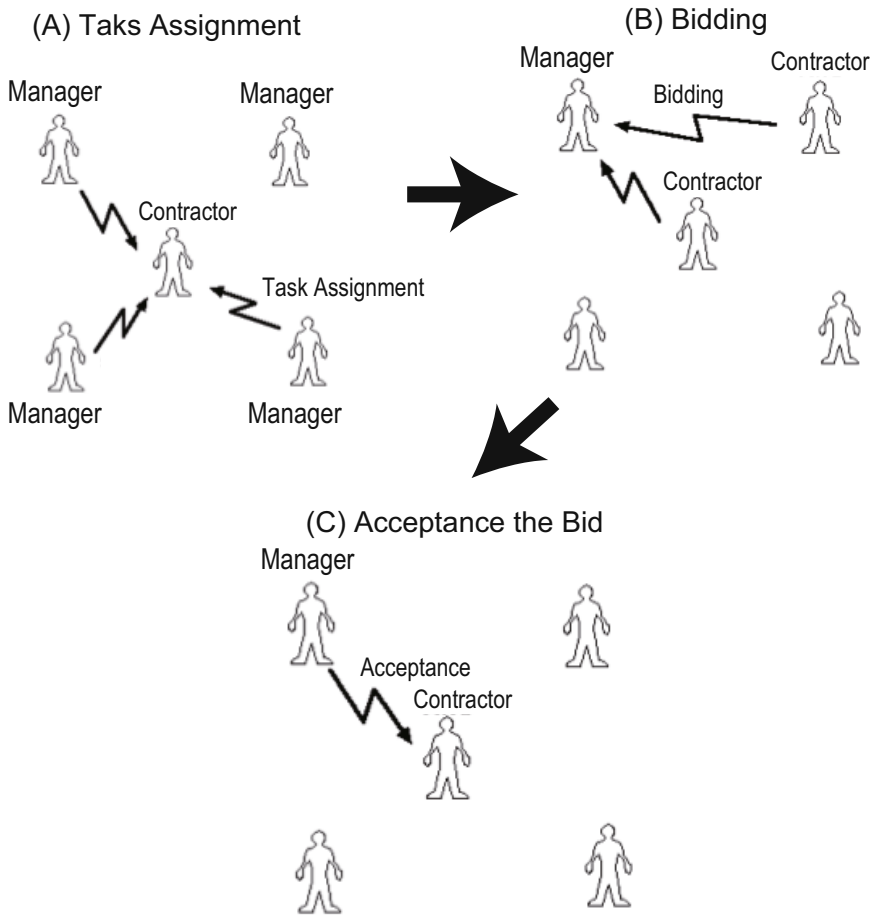 (A) Taks Assignment
Manager
Manager
Contractor
Task Assignment
Manager
Manager
(B) Bidding
Manager
Contractor
Bidding
Contractor
(C) Acceptance the Bid
Manager
Acceptance
Contractor